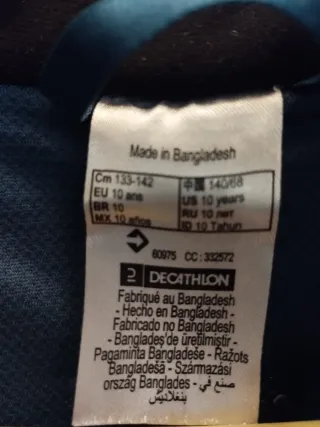 Made in Bangladesh
Cm 133-142 中国 140/68
EU 10 ans US 10 years
BR 10 RU 10 лет
MX 10 años ID 10 Tahun
60975 CC : 332572
DECATHLON
Fabriqué au Bangladesh
- Hecho en Bangladesh -
Fabricado no Bangladesh
- Bangladeş'de üretilmiştir -
Pagaminta Bangladeše - Ražots
Bangladešā - Származási
ország Banglades - صنع في
بنغلاديش